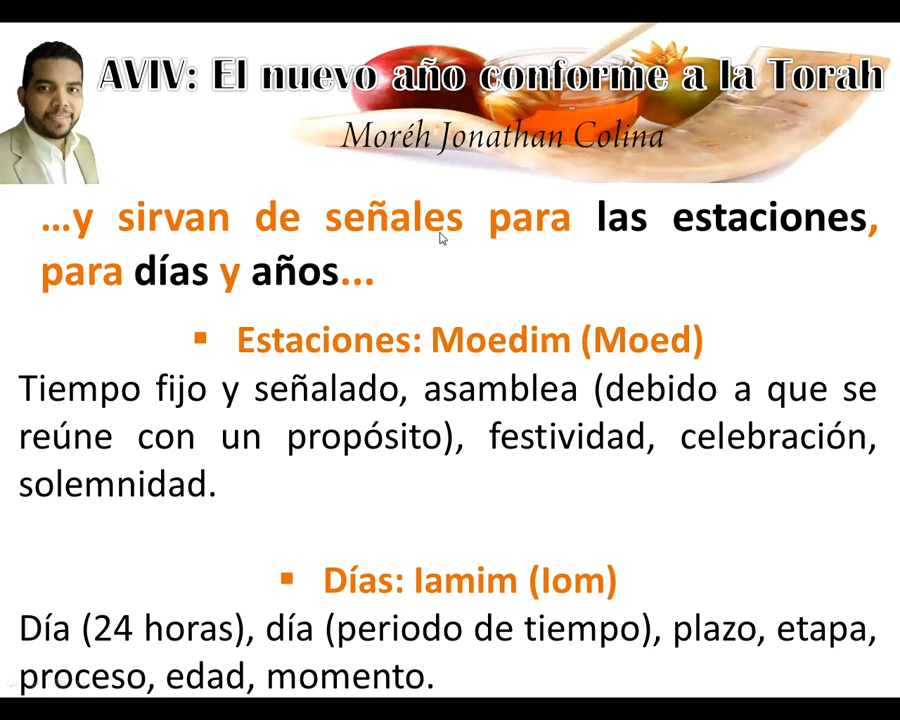 AVIV: El nuevo año conforme a la Torah
Moréh Jonathan Colina
...y sirvan de señales para las estaciones,
para días y años...
▪ Estaciones: Moedim (Moed)
Tiempo fijo y señalado, asamblea (debido a que se
reúne con un propósito), festividad, celebración,
solemnidad.
▪ Días: Iamim (Iom)
Día (24 horas), día (periodo de tiempo), plazo, etapa,
proceso, edad, momento.